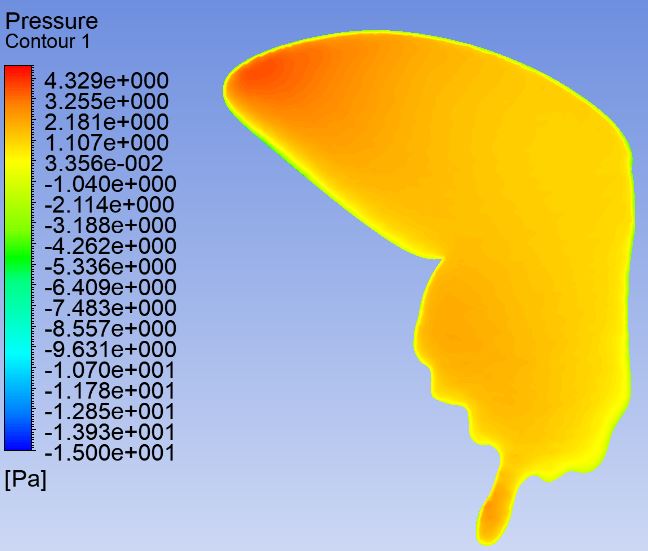 Pressure
Contour 1
4.329e+000
3.255e+000
2.181e+000
1.107e+000
3.356e-002
-1.040e+000
-2.114e+000
-3.188e+000
-4.262e+000
-5.336e+000
-6.409e+000
-7.483e+000
-8.557e+000
-9.631e+000
-1.070e+001
-1.178e+001
-1.285e+001
-1.393e+001
-1.500e+001
[Pa]